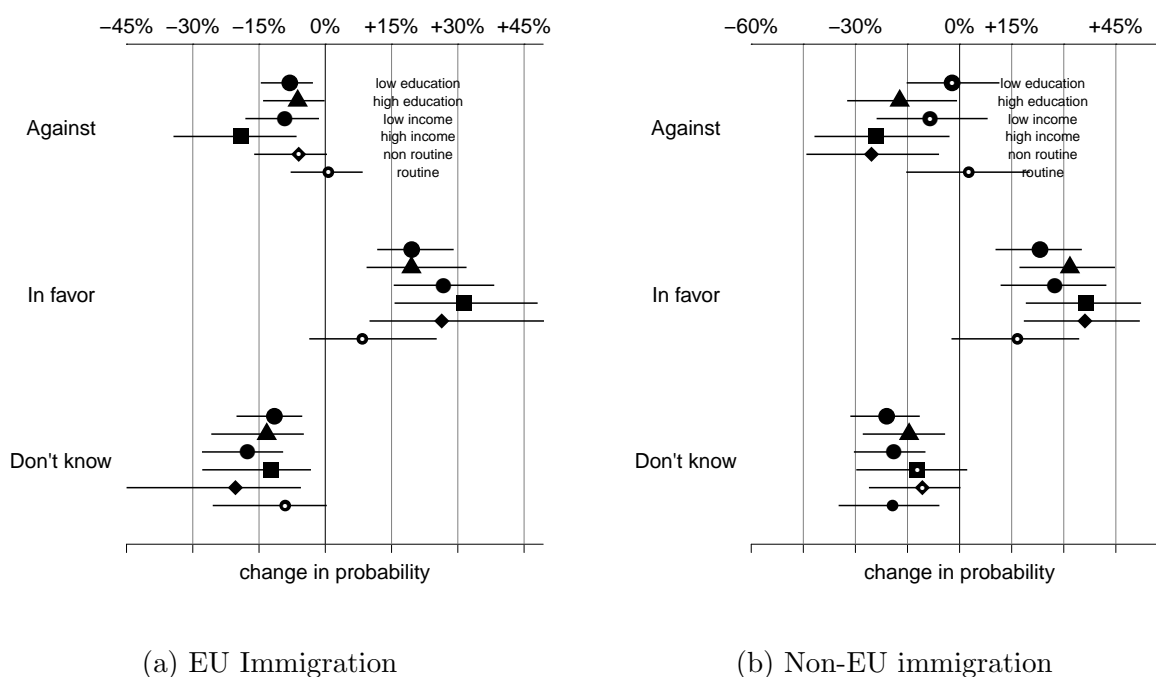 −45% −30% −15% 0% +15% +30% +45%
low education
high education
Against
low income
high income
non routine
routine
In favor
Don't know
change in probability
(a) EU Immigration
−60% −30% 0% +15% +45%
low education
high education
Against
low income
high income
non routine
routine
In favor
Don't know
change in probability
(b) Non-EU immigration